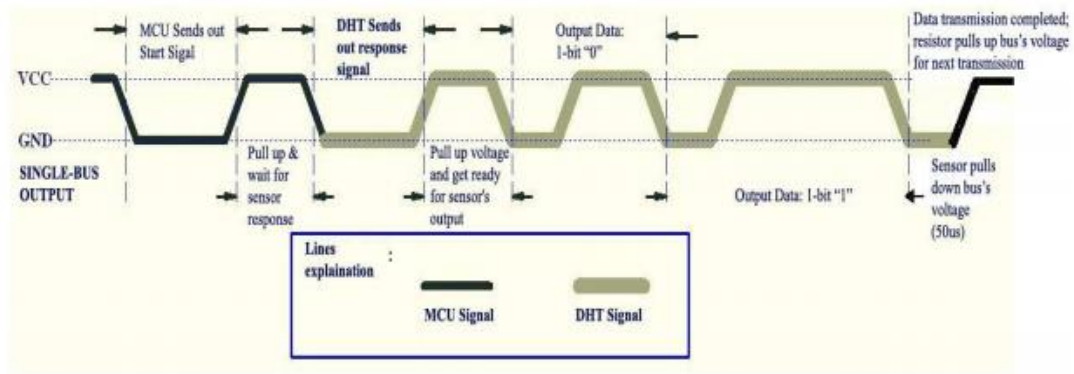 MCU Sends out
Start Sigal
DHT Sends
out response
signal
Output Data:
1-bit “0”
Data transmission completed;
resistor pulls up bus’s voltage
for next transmission
VCC
GND
SINGLE-BUS
OUTPUT
Pull up &
wait for
sensor
response
Pull up voltage
and get ready
for sensor's
output
Output Data: 1-bit “1”
Sensor pulls
down bus’s
voltage
(50us)
Lines :
explaination
MCU Signal
DHT Signal